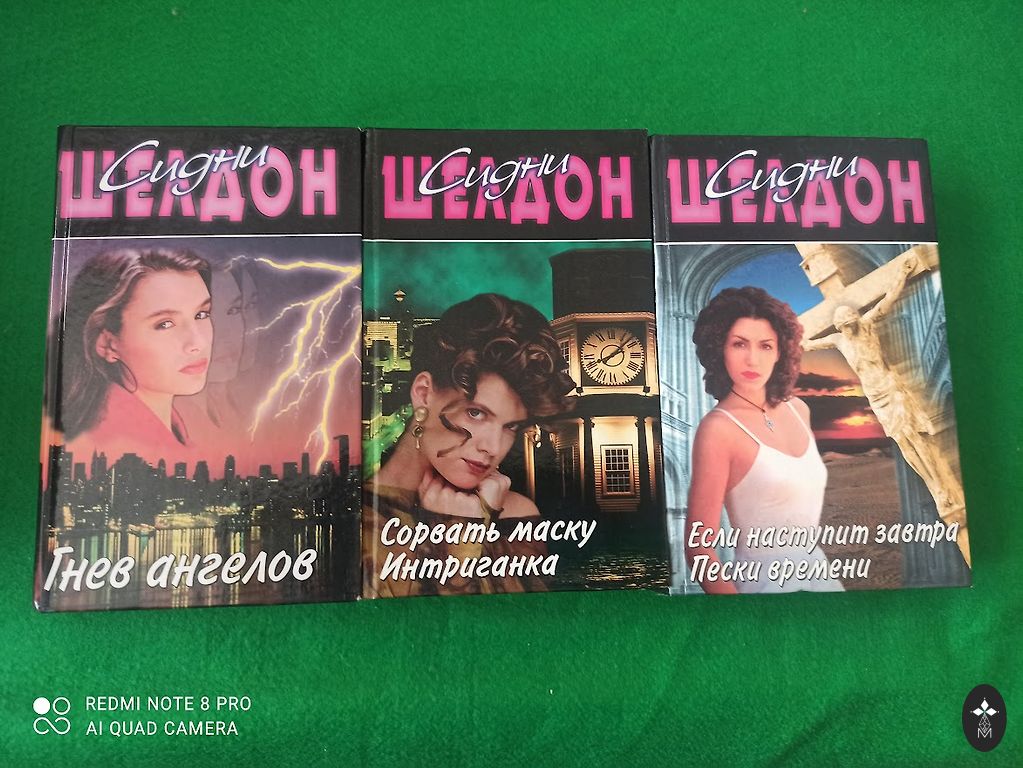 Сидни
ШЕЛДОН
Гнев ангелов
Сидни
ШЕЛДОН
Сорвать маску
Интриганка
Сидни
ШЕЛДОН
Если наступит завтра
Пески времени
REDMI NOTE 8 PRO
AI QUAD CAMERA